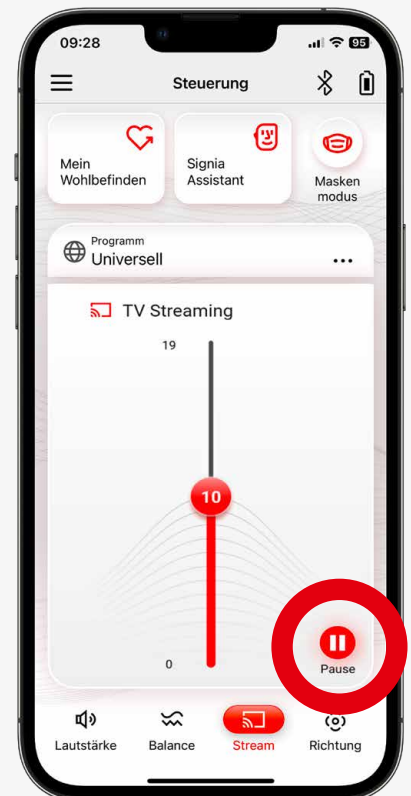 09:28
95
Steuerung
Mein
Wohlbefinden
Signia
Assistant
Masken
modus
Programm
Universell
...
TV Streaming
19
10
0
Pause
Lautstärke
Balance
Stream
Richtung